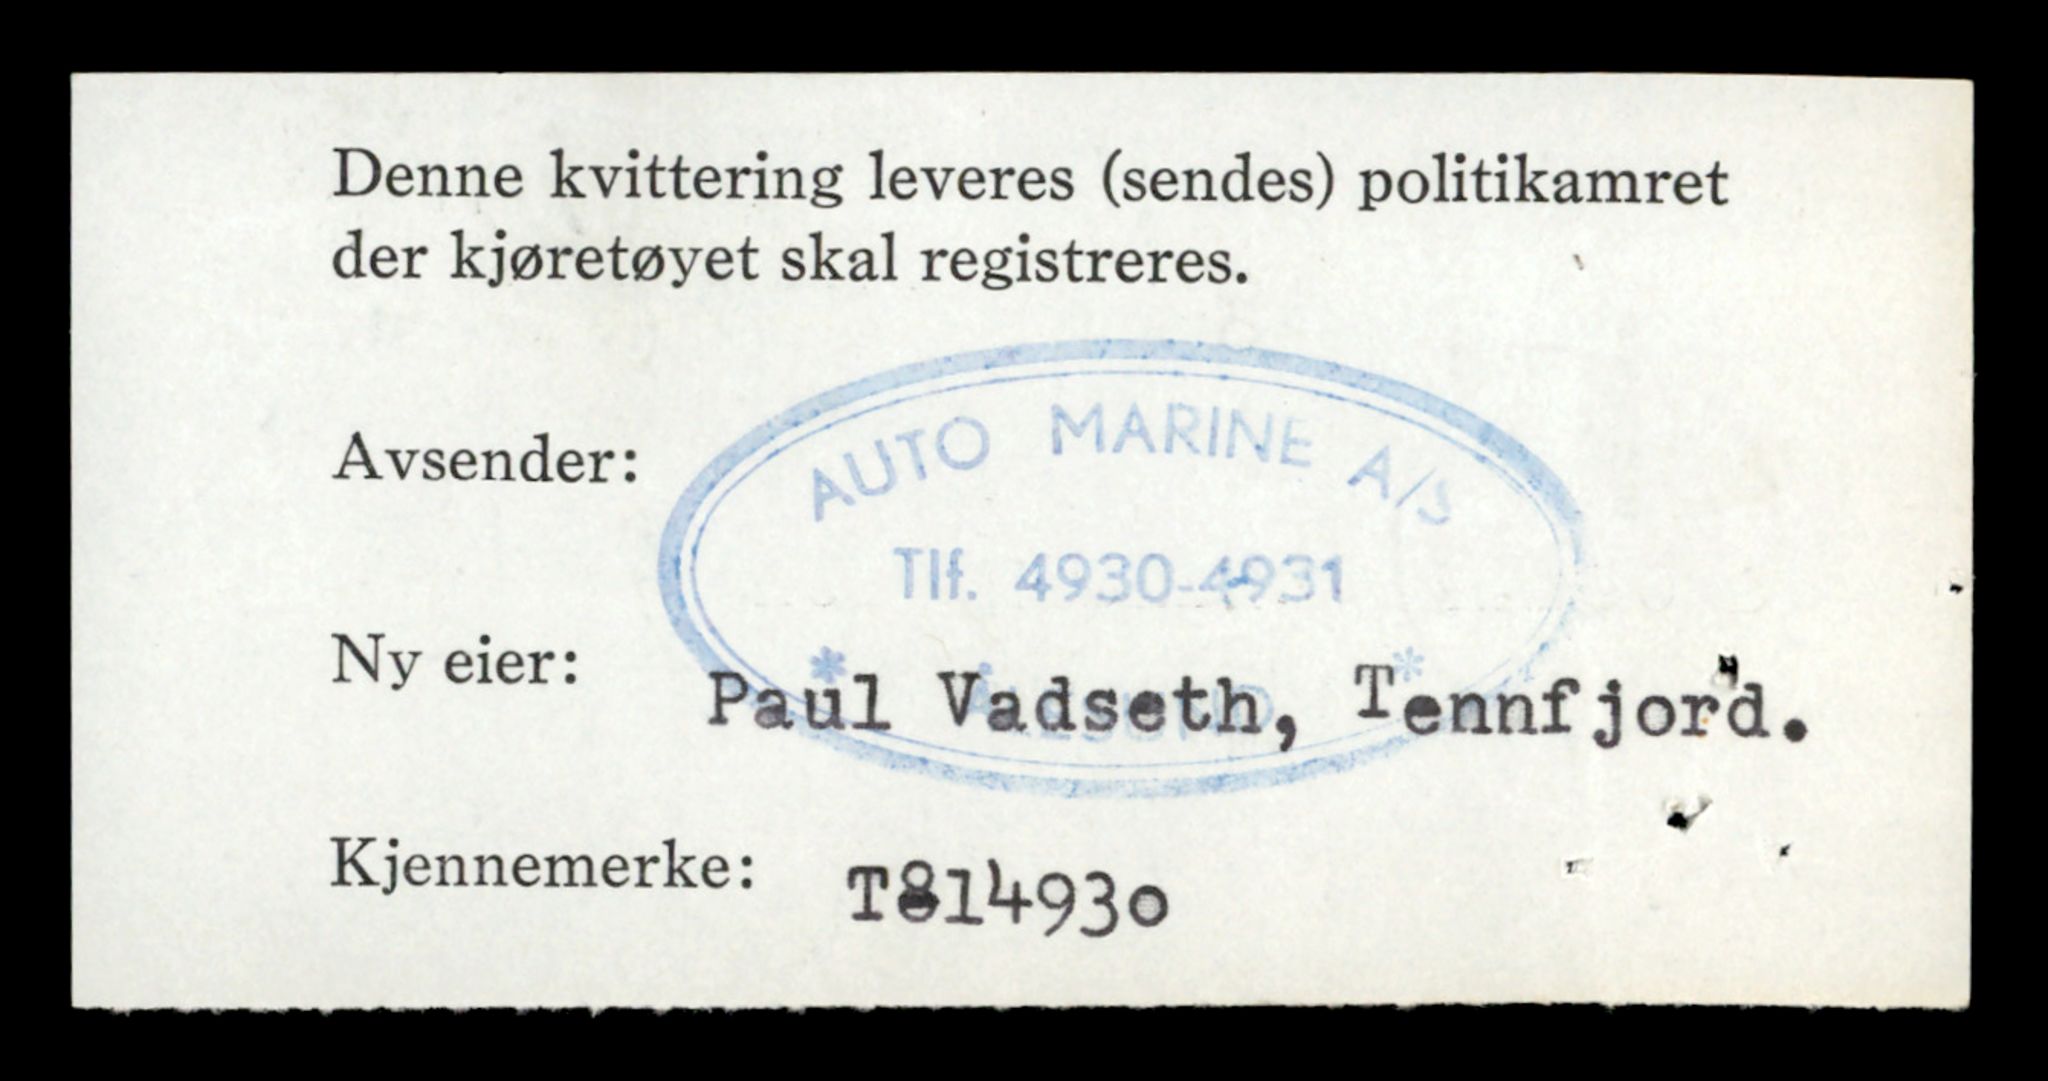 Denne kvittering leveres (sendes) politikamret
der kjøretøyet skal registreres.
Avsender:
AUTO MARINE A/S
Tlf. 4930-4931
Ny eier:
Paul Vadseth, Tennfjord.
Kjennemerke: T814930